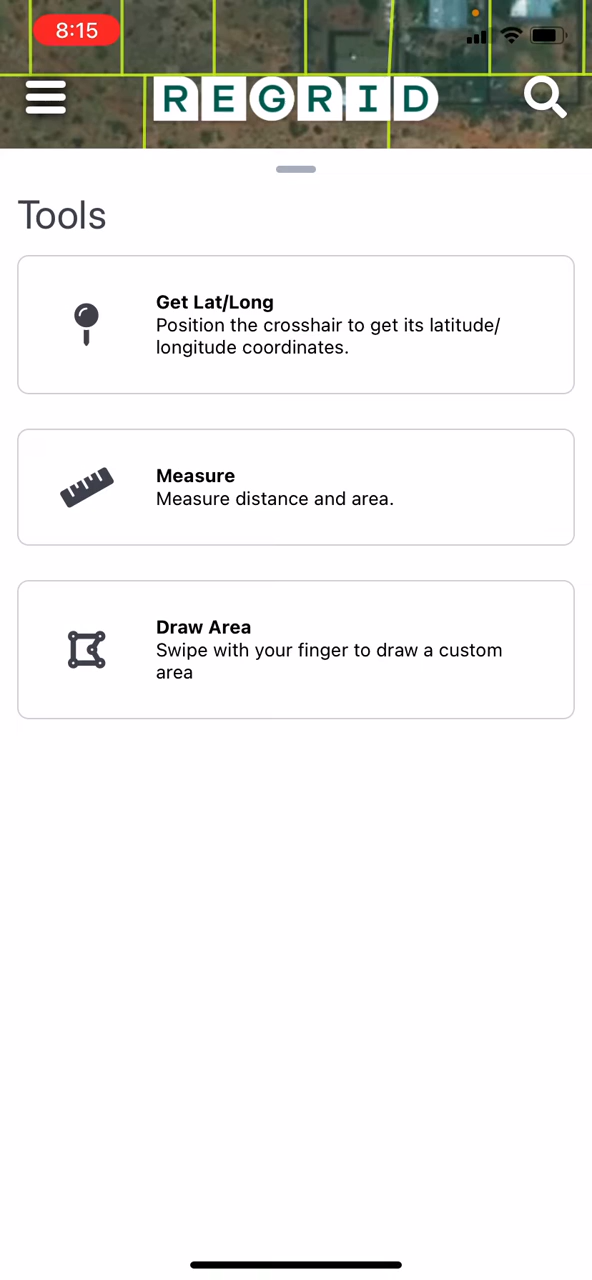 8:15
REGRID
Tools
Get Lat/Long
Position the crosshair to get its latitude/
longitude coordinates.
Measure
Measure distance and area.
Draw Area
Swipe with your finger to draw a custom
area